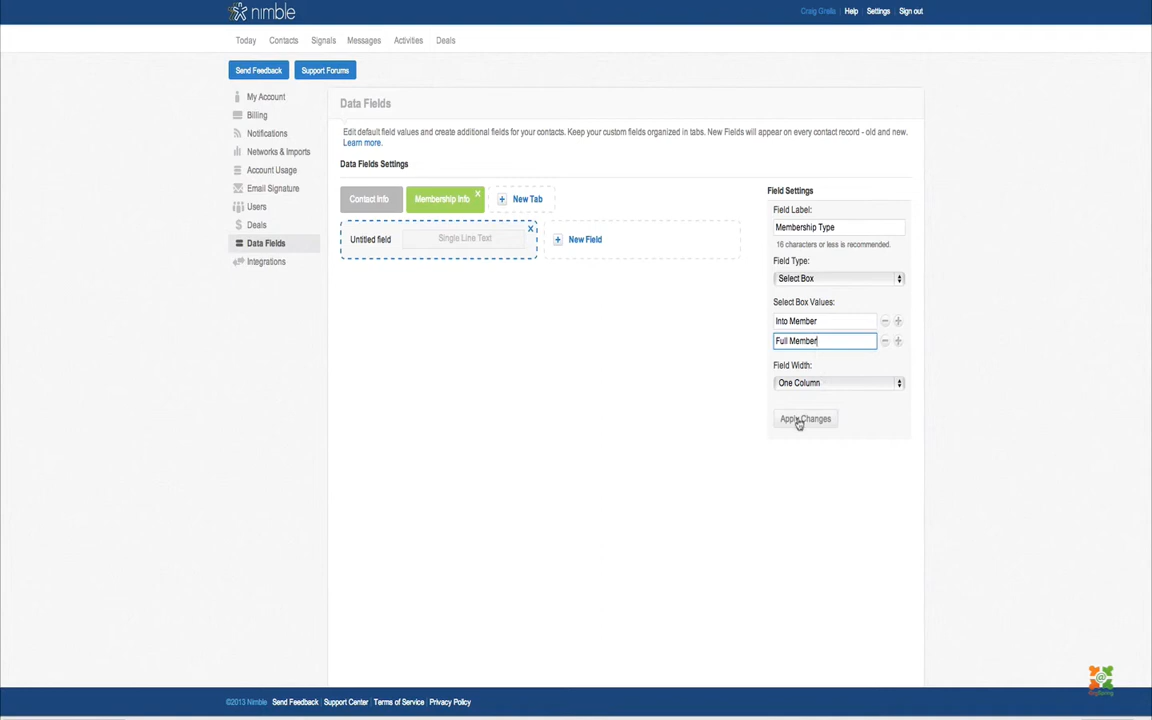 nimble
Craig Grella Help Settings Sign out
Today Contacts Signals Messages Activities Deals
Send Feedback Support Forums
My Account
Billing
Notifications
Networks & Imports
Account Usage
Email Signature
Users
Deals
Data Fields
Integrations
Data Fields
Edit default field values and create additional fields for your contacts. Keep your custom fields organized in tabs. New Fields will appear on every contact record - old and new.
Learn more.
Data Fields Settings
Contact Info Membership Info x + New Tab
Untitled field Single Line Text x + New Field
Field Settings
Field Label:
Membership Type
16 characters or less is recommended.
Field Type:
Select Box
Select Box Values:
Into Member
Full Member
Field Width:
One Column
Apply Changes
©2013 Nimble Send Feedback Support Center Terms of Service Privacy Policy